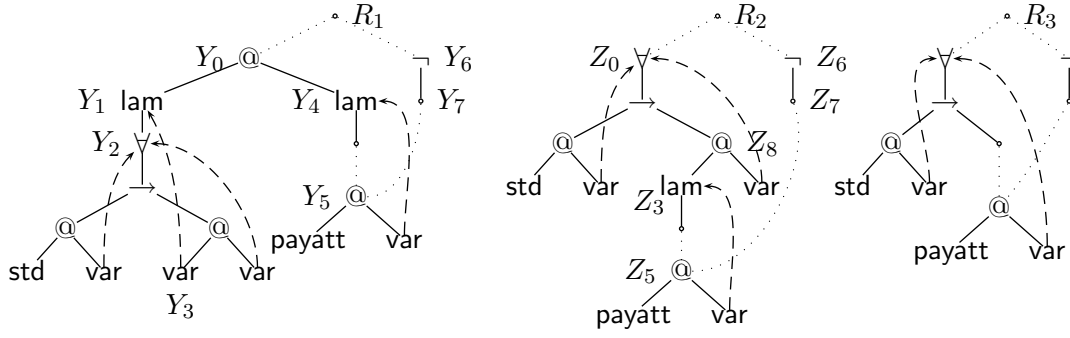 R₁ R₂ R₃
Y₀ @ ¬ Y₆ Z₀ ∀ ¬ Z₆ ∀ ¬
Y₁ lam Y₄ lam Y₇ → Z₇ →
Y₂ ∀ @ @ Z₈ @
std var lam var std var
→ Y₅ @ Z₃ @
@ @ payatt var payatt var
std var var var Z₅ @
Y₃ payatt var